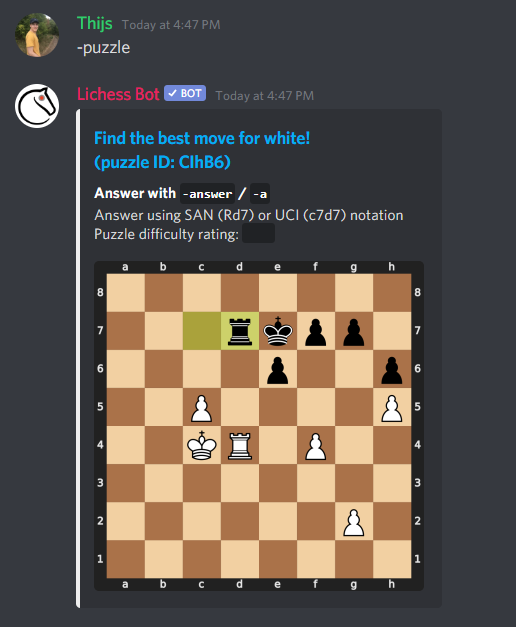 Thijs Today at 4:47 PM
-puzzle
Lichess Bot ✓ BOT Today at 4:47 PM
Find the best move for white!
(puzzle ID: CIhB6)
Answer with -answer / -a
Answer using SAN (Rd7) or UCI (c7d7) notation
Puzzle difficulty rating:
a b c d e f g h
8 8
7 7
6 6
5 5
4 4
3 3
2 2
1 1
a b c d e f g h